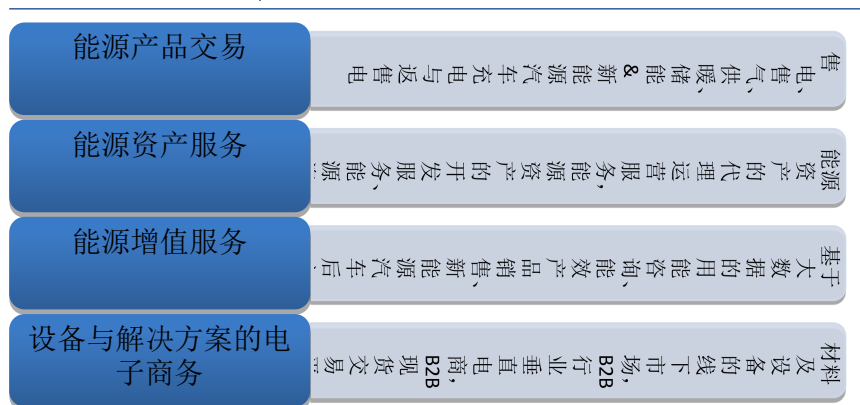 能源产品交易
售电、售气、供暖、储能 & 新能源汽车充电与返售电
能源资产服务
能源资产的代理运营服务，能源资产的开发服务、能源
能源增值服务
基于大数据的用能咨询、能效产品销售、新能源汽车后
设备与解决方案的电
子商务
材料及设备的线下市场，B2B行业垂直电商，B2B现货交易